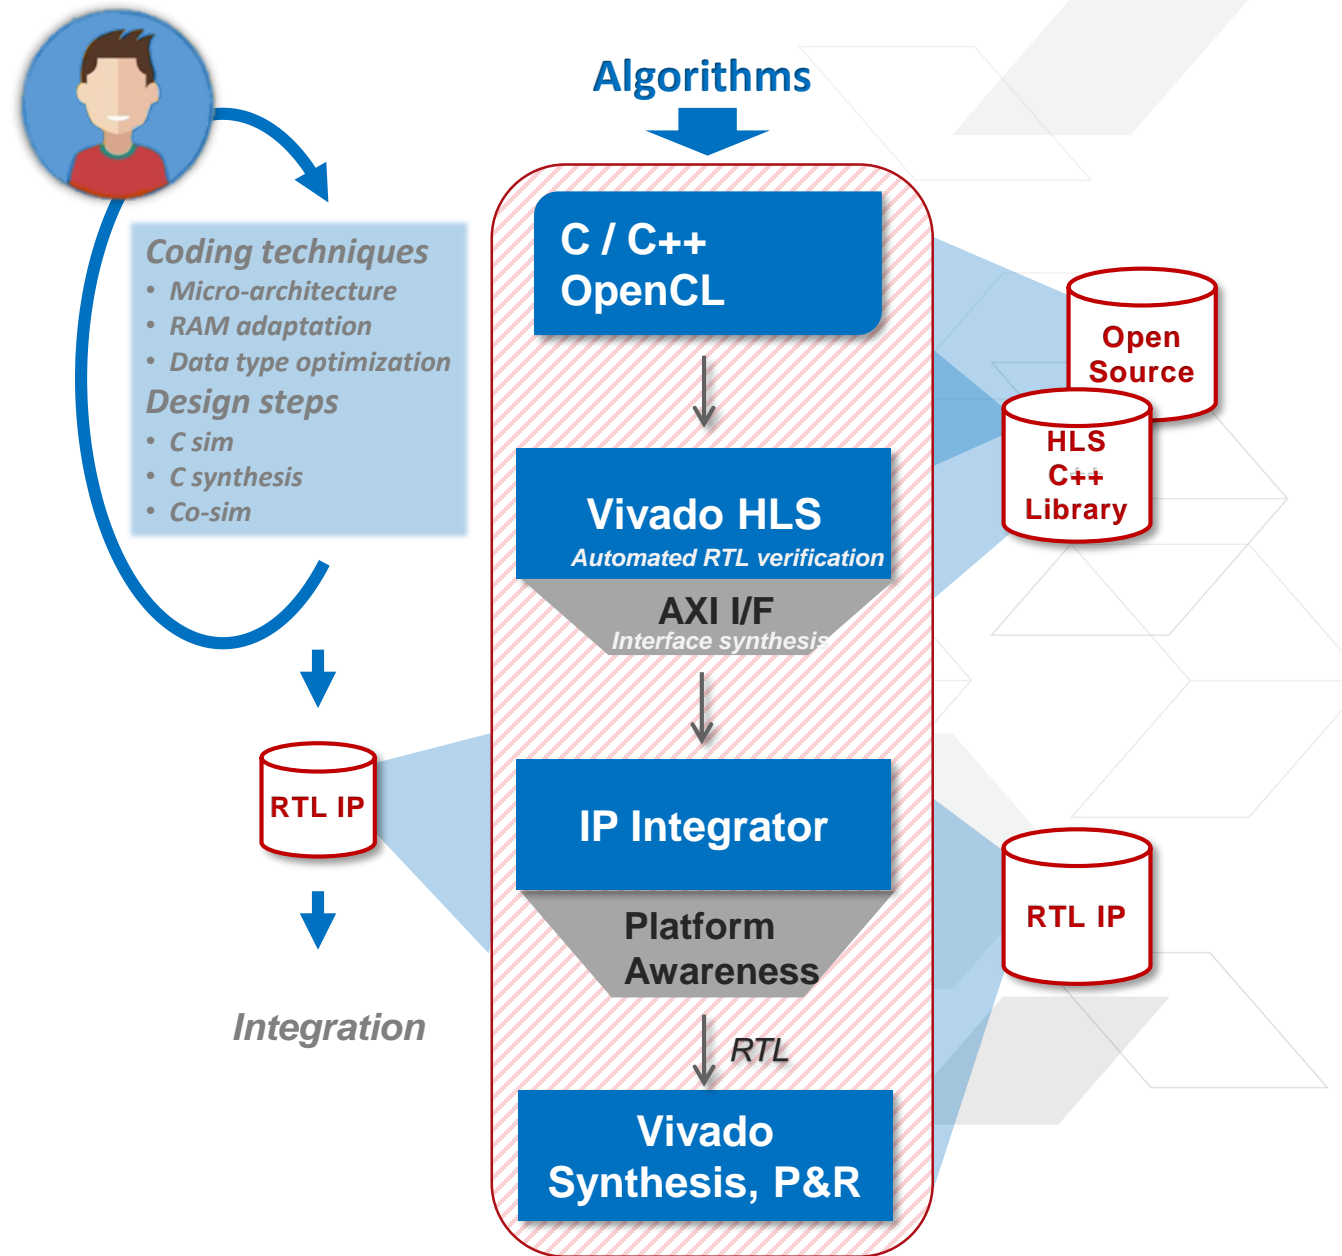 Algorithms
Coding techniques
• Micro-architecture
• RAM adaptation
• Data type optimization
Design steps
• C sim
• C synthesis
• Co-sim
C / C++
OpenCL
Open
Source
HLS
C++
Library
Vivado HLS
Automated RTL verification
AXI I/F
Interface synthesis
RTL IP
IP Integrator
RTL IP
Platform
Awareness
Integration
RTL
Vivado
Synthesis, P&R